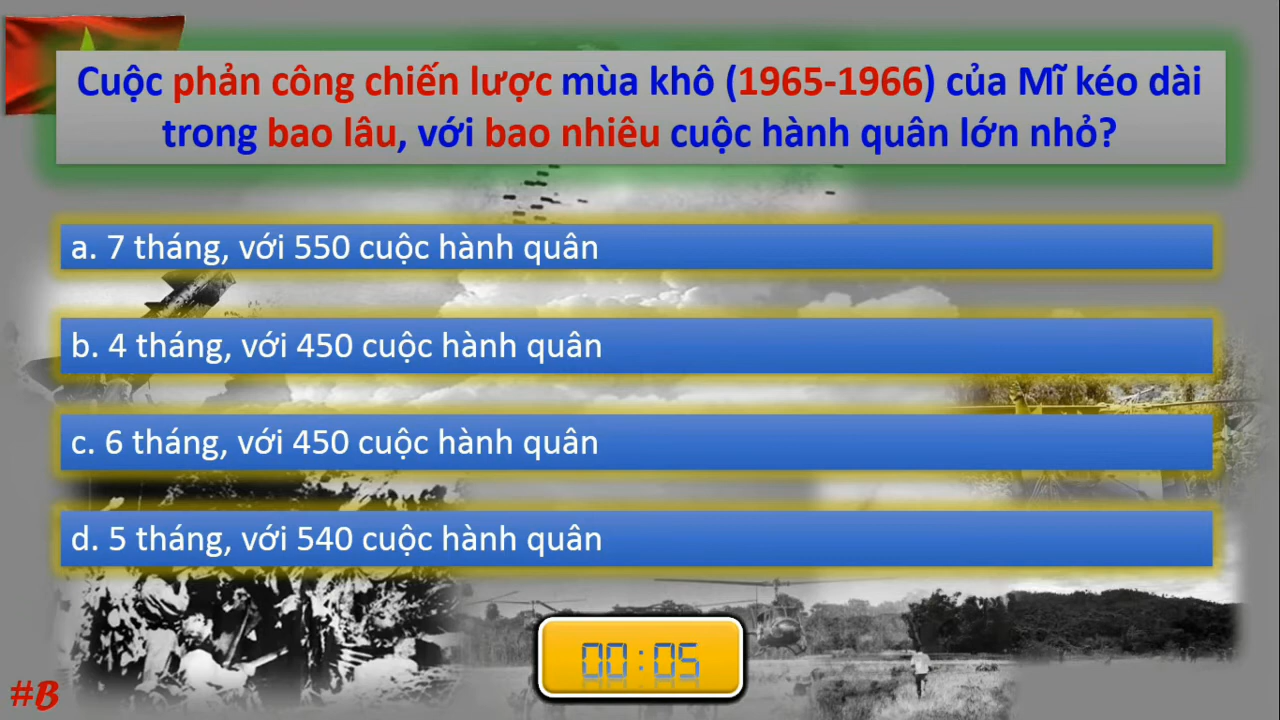 Cuộc phản công chiến lược mùa khô (1965-1966) của Mĩ kéo dài
trong bao lâu, với bao nhiêu cuộc hành quân lớn nhỏ?
a. 7 tháng, với 550 cuộc hành quân
b. 4 tháng, với 450 cuộc hành quân
c. 6 tháng, với 450 cuộc hành quân
d. 5 tháng, với 540 cuộc hành quân
00:05
#B